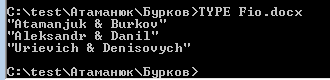 C:\test\Атаманюк\Бурков>TYPE Fio.docx
"Atamanjuk & Burkov"
"Aleksandr & Danil"
"Urievich & Denisovych"
C:\test\Атаманюк\Бурков>